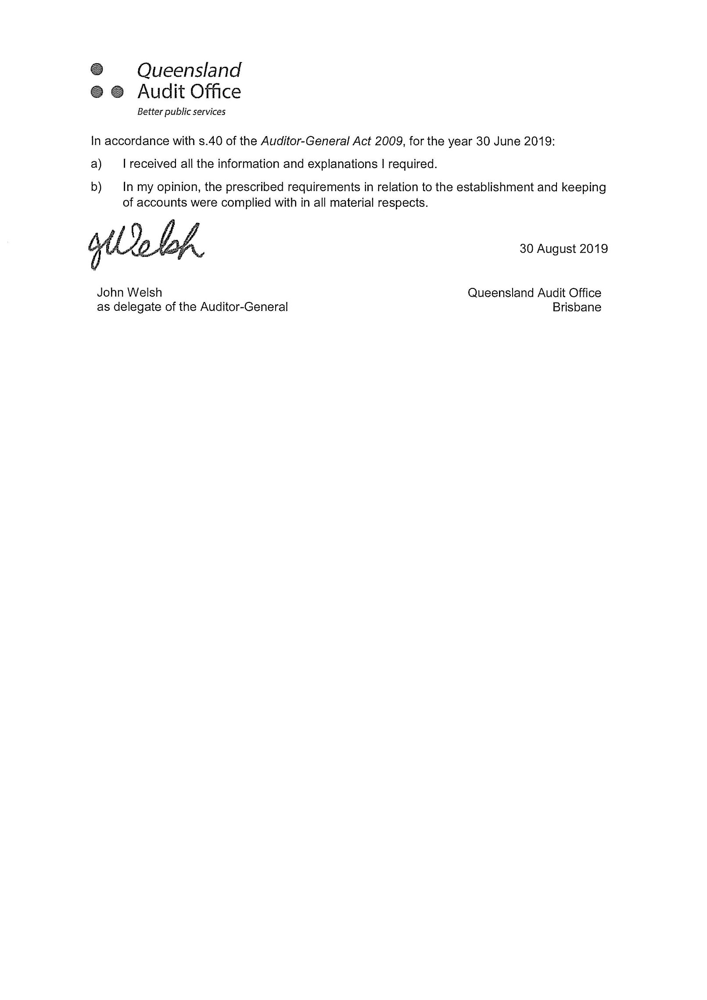 Queensland
Audit Office
Better public services
In accordance with s.40 of the Auditor-General Act 2009, for the year 30 June 2019:
a) I received all the information and explanations I required.
b) In my opinion, the prescribed requirements in relation to the establishment and keeping
of accounts were complied with in all material respects.
JWelsh
30 August 2019
John Welsh
Queensland Audit Office
as delegate of the Auditor-General
Brisbane